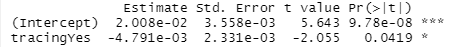 Estimate Std. Error t value Pr(>|t|)
(Intercept) 2.008e-02 3.558e-03 5.643 9.78e-08 ***
tracingYes -4.791e-03 2.331e-03 -2.055 0.0419 *